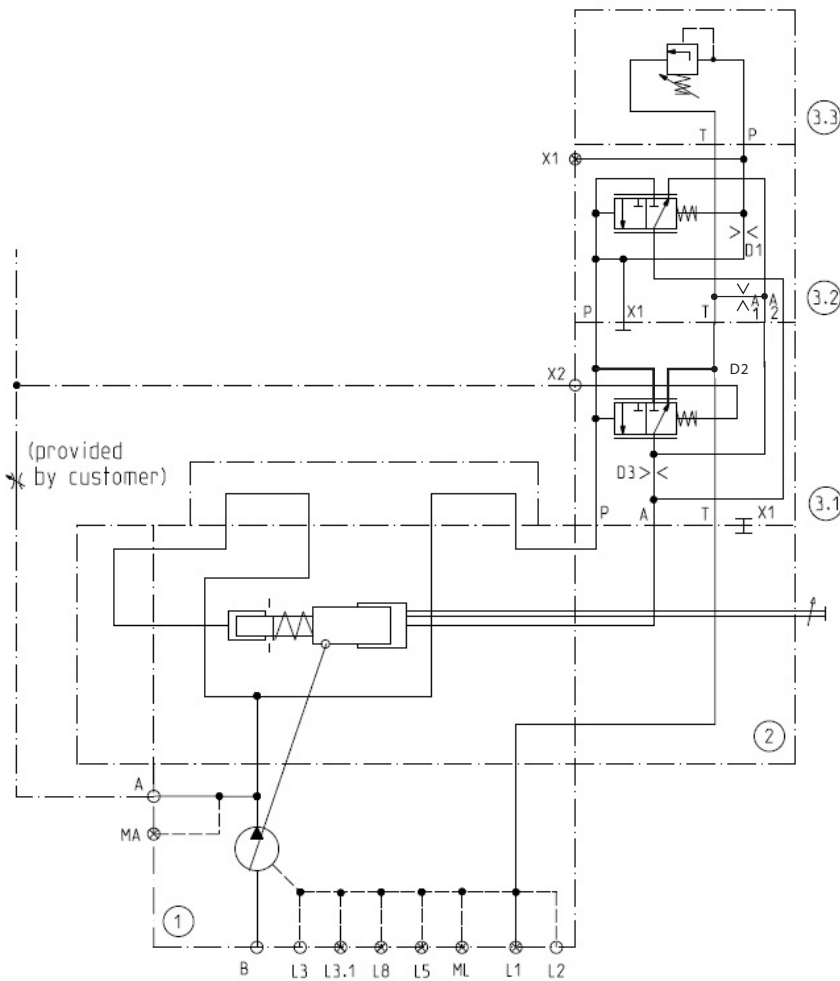 3.3
T P
X1
D1
3.2
P X1 T A A
1 2
X2
D2
(provided
by customer)
D3
3.1
P A T X1
2
A
MA
1
B L3 L3.1 L8 L5 ML L1 L2